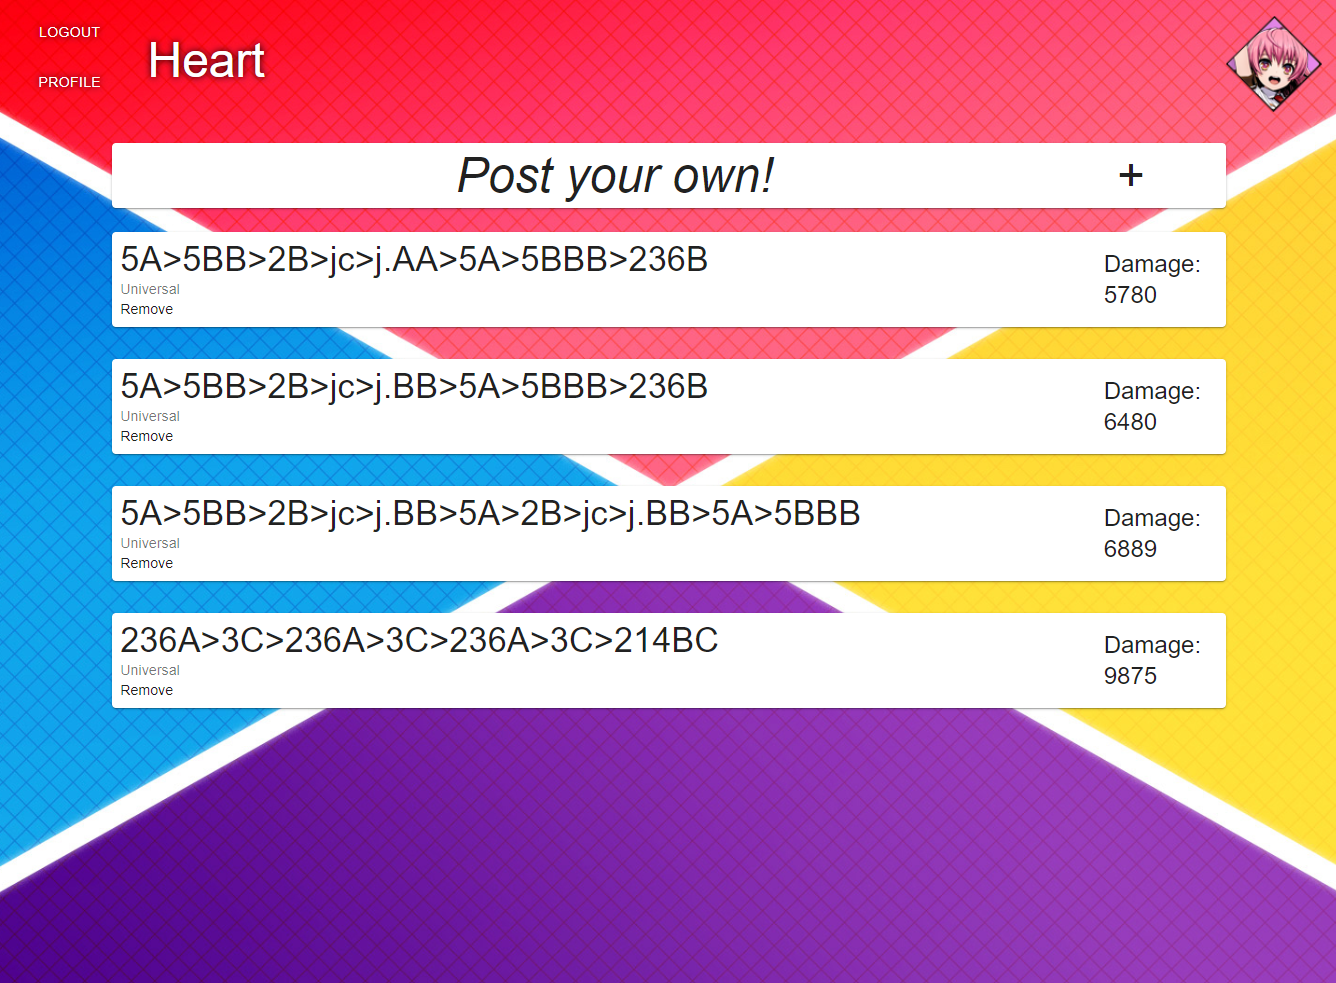 LOGOUT
PROFILE
Heart
Post your own! +
5A>5BB>2B>jc>j.AA>5A>5BBB>236B
Universal
Remove
Damage:
5780
5A>5BB>2B>jc>j.BB>5A>5BBB>236B
Universal
Remove
Damage:
6480
5A>5BB>2B>jc>j.BB>5A>2B>jc>j.BB>5A>5BBB
Universal
Remove
Damage:
6889
236A>3C>236A>3C>236A>3C>214BC
Universal
Remove
Damage:
9875